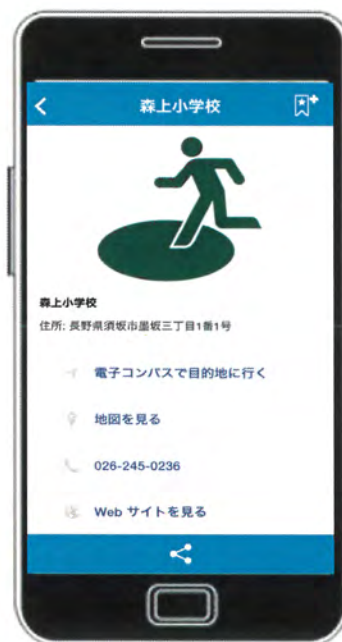 森上小学校
森上小学校
住所: 長野県須坂市墨坂三丁目1番1号
電子コンパスで目的地に行く
地図を見る
026-245-0236
Web サイトを見る